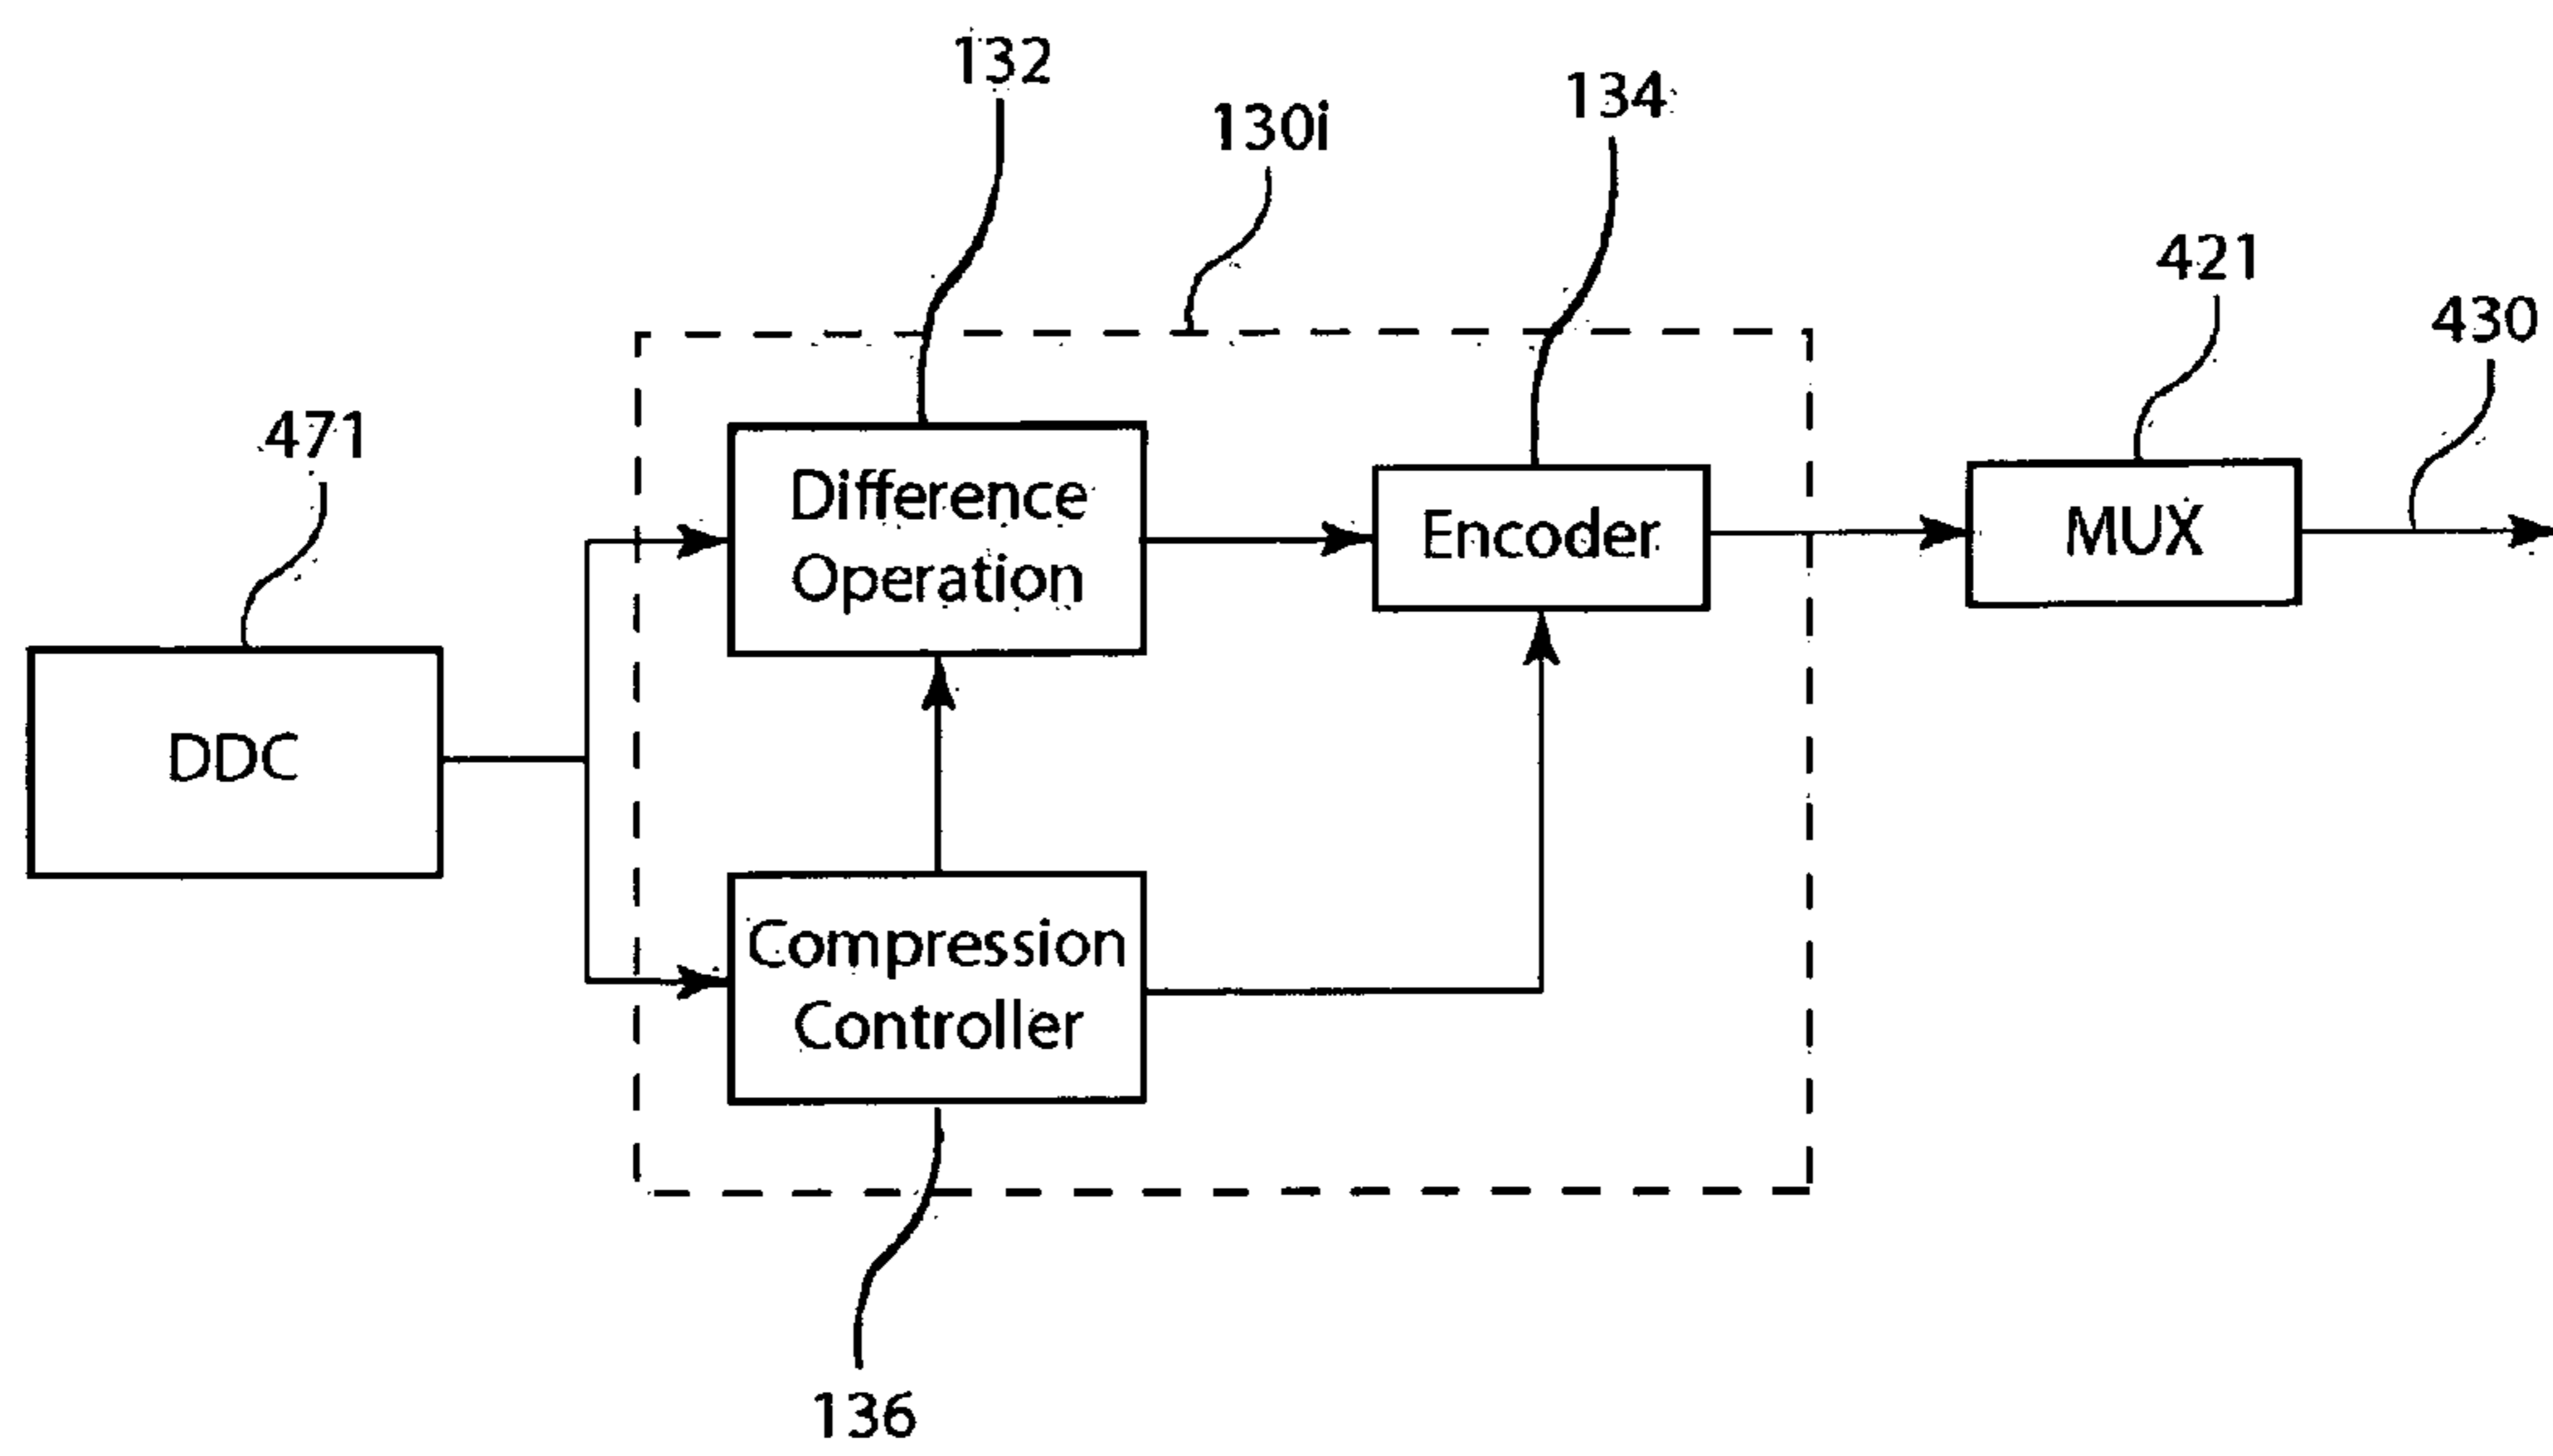 132
130i
134
421
430
471
Difference
Operation
Encoder
MUX
DDC
Compression
Controller
136